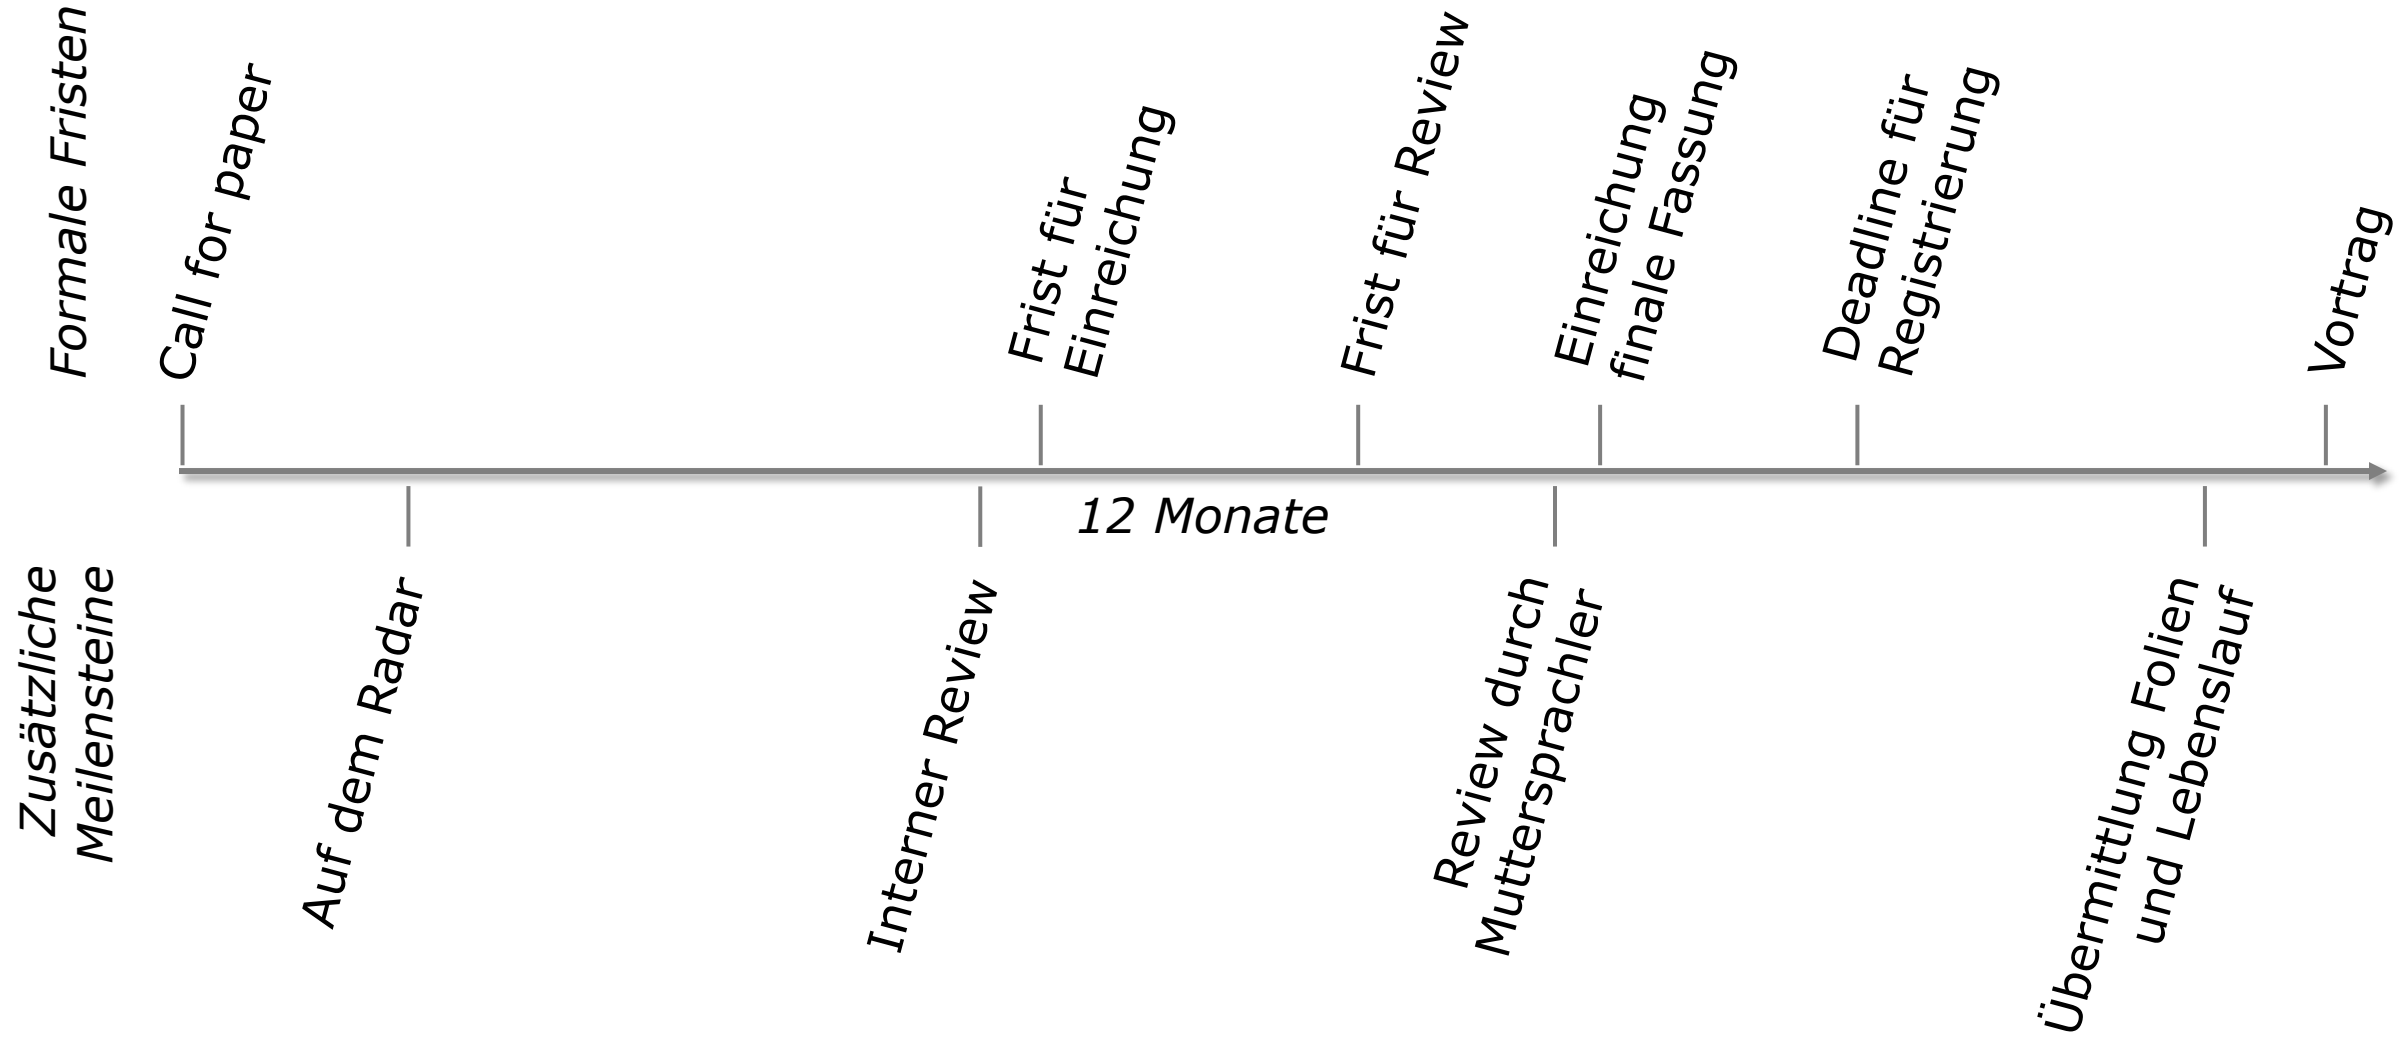 Formale Fristen
Call for paper
Frist für
Einreichung
Frist für Review
Einreichung
finale Fassung
Deadline für
Registrierung
Vortrag
12 Monate
Zusätzliche
Meilensteine
Auf dem Radar
Interner Review
Review durch
Muttersprachler
Übermittlung Folien
und Lebenslauf